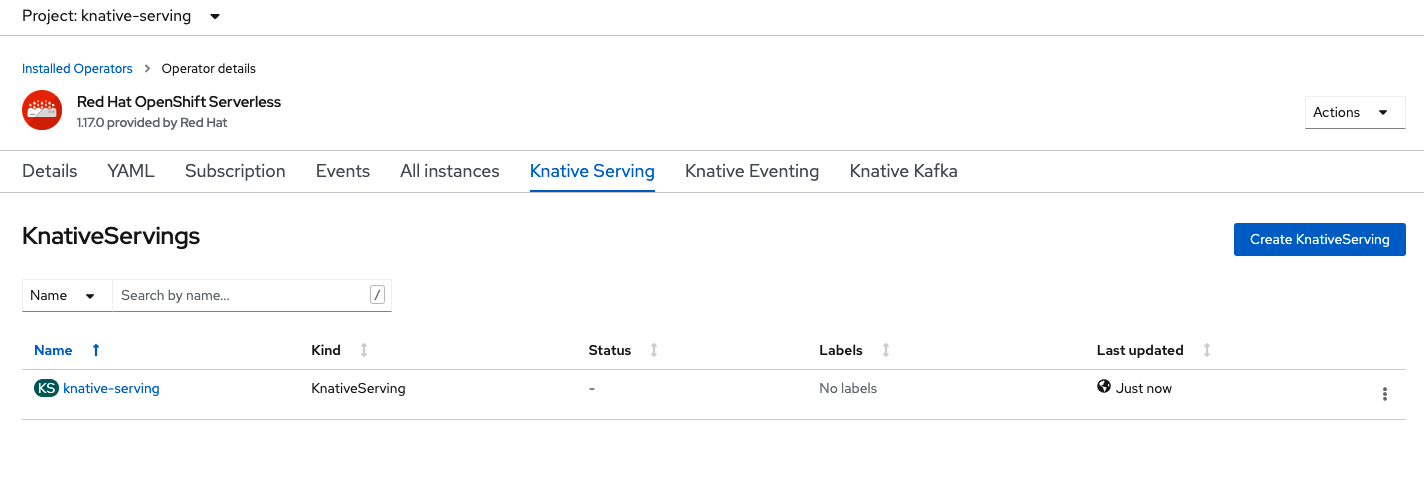 Project: knative-serving
Installed Operators > Operator details
Red Hat OpenShift Serverless
1.17.0 provided by Red Hat
Actions
Details YAML Subscription Events All instances Knative Serving Knative Eventing Knative Kafka
KnativeServings
Create KnativeServing
Name Search by name... /
Name Kind Status Labels Last updated
KS knative-serving KnativeServing - No labels Just now